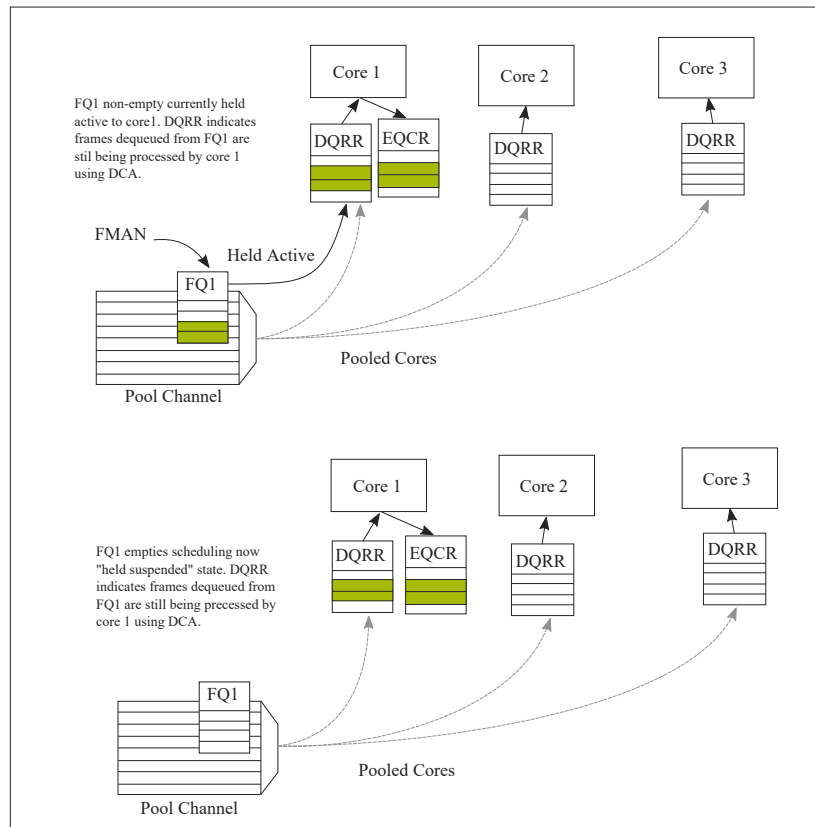 Core 1
Core 2
Core 3
FQ1 non-empty currently held
active to core1. DQRR indicates
frames dequeued from FQ1 are
stil being processed by core 1
using DCA.
DQRR
EQCR
DQRR
DQRR
FMAN
Held Active
FQ1
Pooled Cores
Pool Channel
Core 1
Core 2
Core 3
FQ1 empties scheduling now
"held suspended" state. DQRR
indicates frames dequeued from
FQ1 are still being precessed by
core 1 using DCA.
DQRR
EQCR
DQRR
DQRR
FQ1
Pooled Cores
Pool Channel